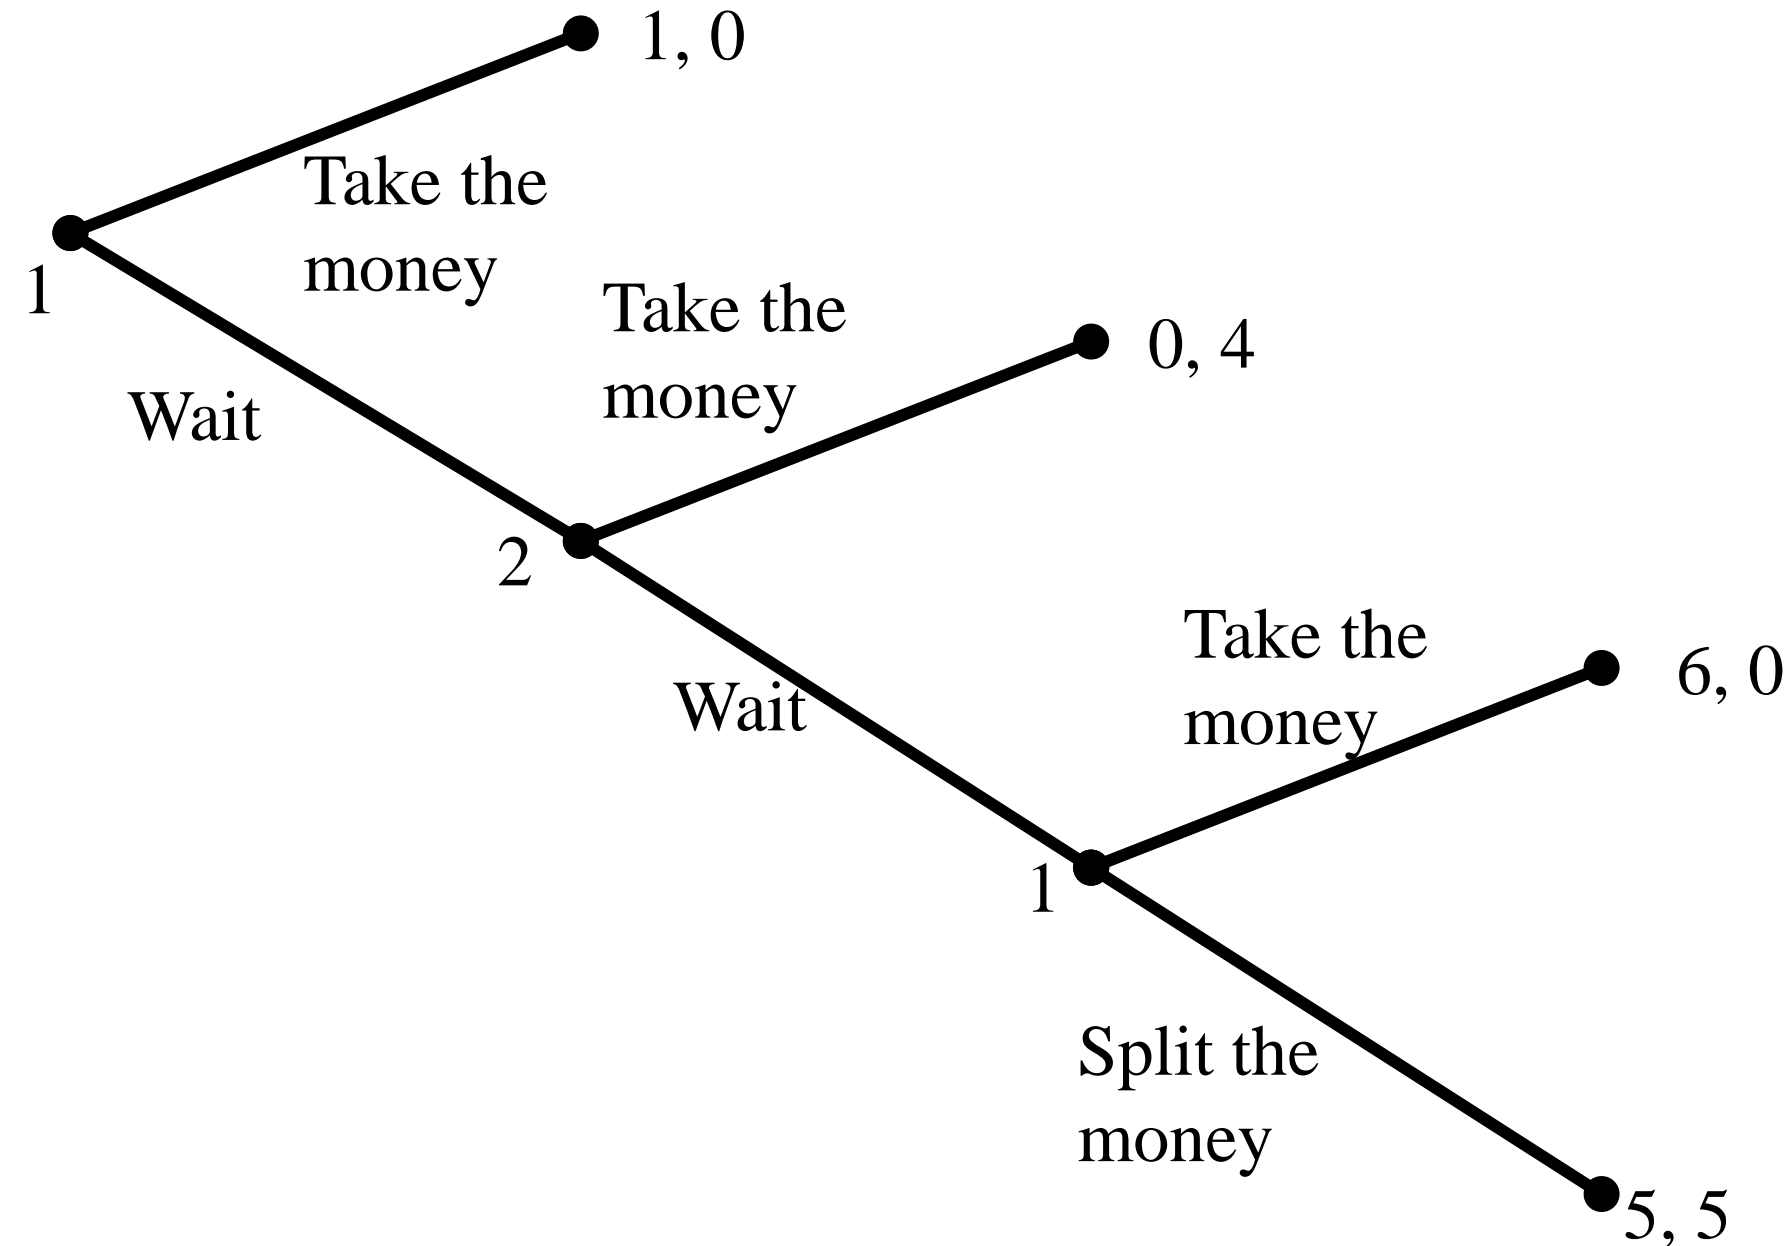 1, 0
Take the
money
1
Take the
money
0, 4
Wait
2
Take the
money
6, 0
Wait
1
Split the
money
5, 5